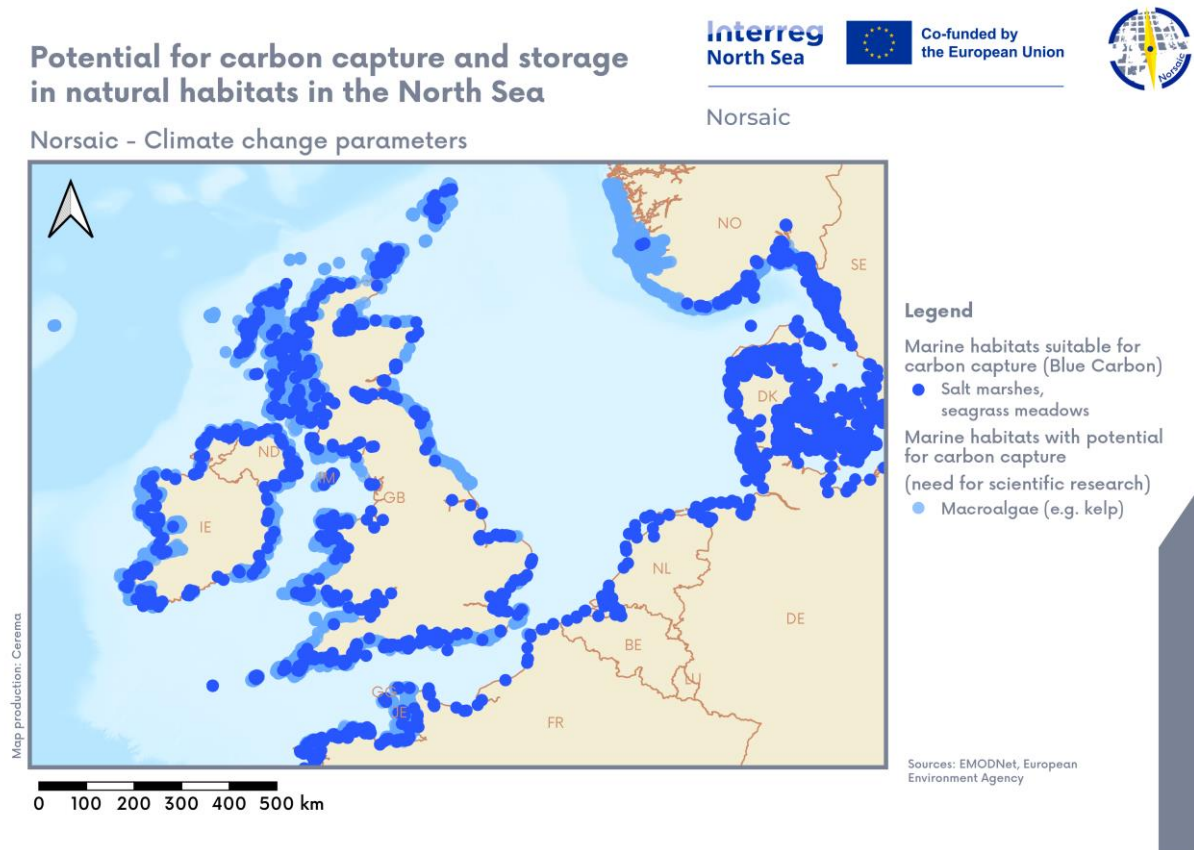 Potential for carbon capture and storage
in natural habitats in the North Sea
Norsaic - Climate change parameters
Interreg
North Sea
Co-funded by
the European Union
Norsaic
Norsaic
NO
SE
DK
ND
IM
GB
IE
NL
DE
BE
LU
GG
JE
FR
Legend
Marine habitats suitable for
carbon capture (Blue Carbon)
Salt marshes,
seagrass meadows
Marine habitats with potential
for carbon capture
(need for scientific research)
Macroalgae (e.g. kelp)
Map production: Cerema
Sources: EMODNet, European
Environment Agency
0 100 200 300 400 500 km